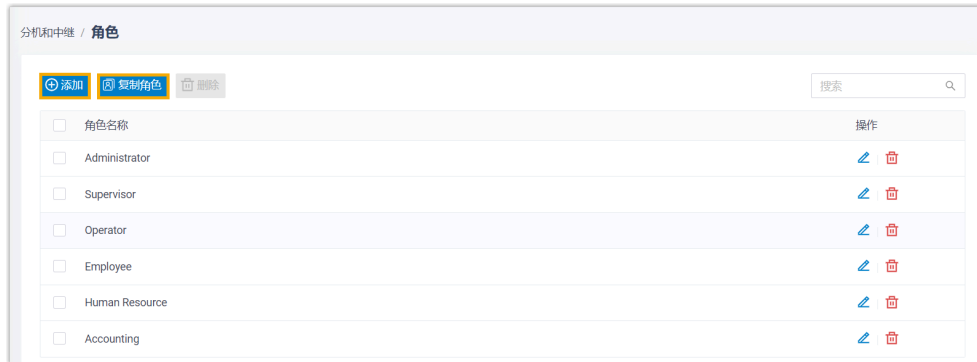 分机和中继 / 角色
添加 复制角色 删除 搜索
角色名称 操作
Administrator
Supervisor
Operator
Employee
Human Resource
Accounting